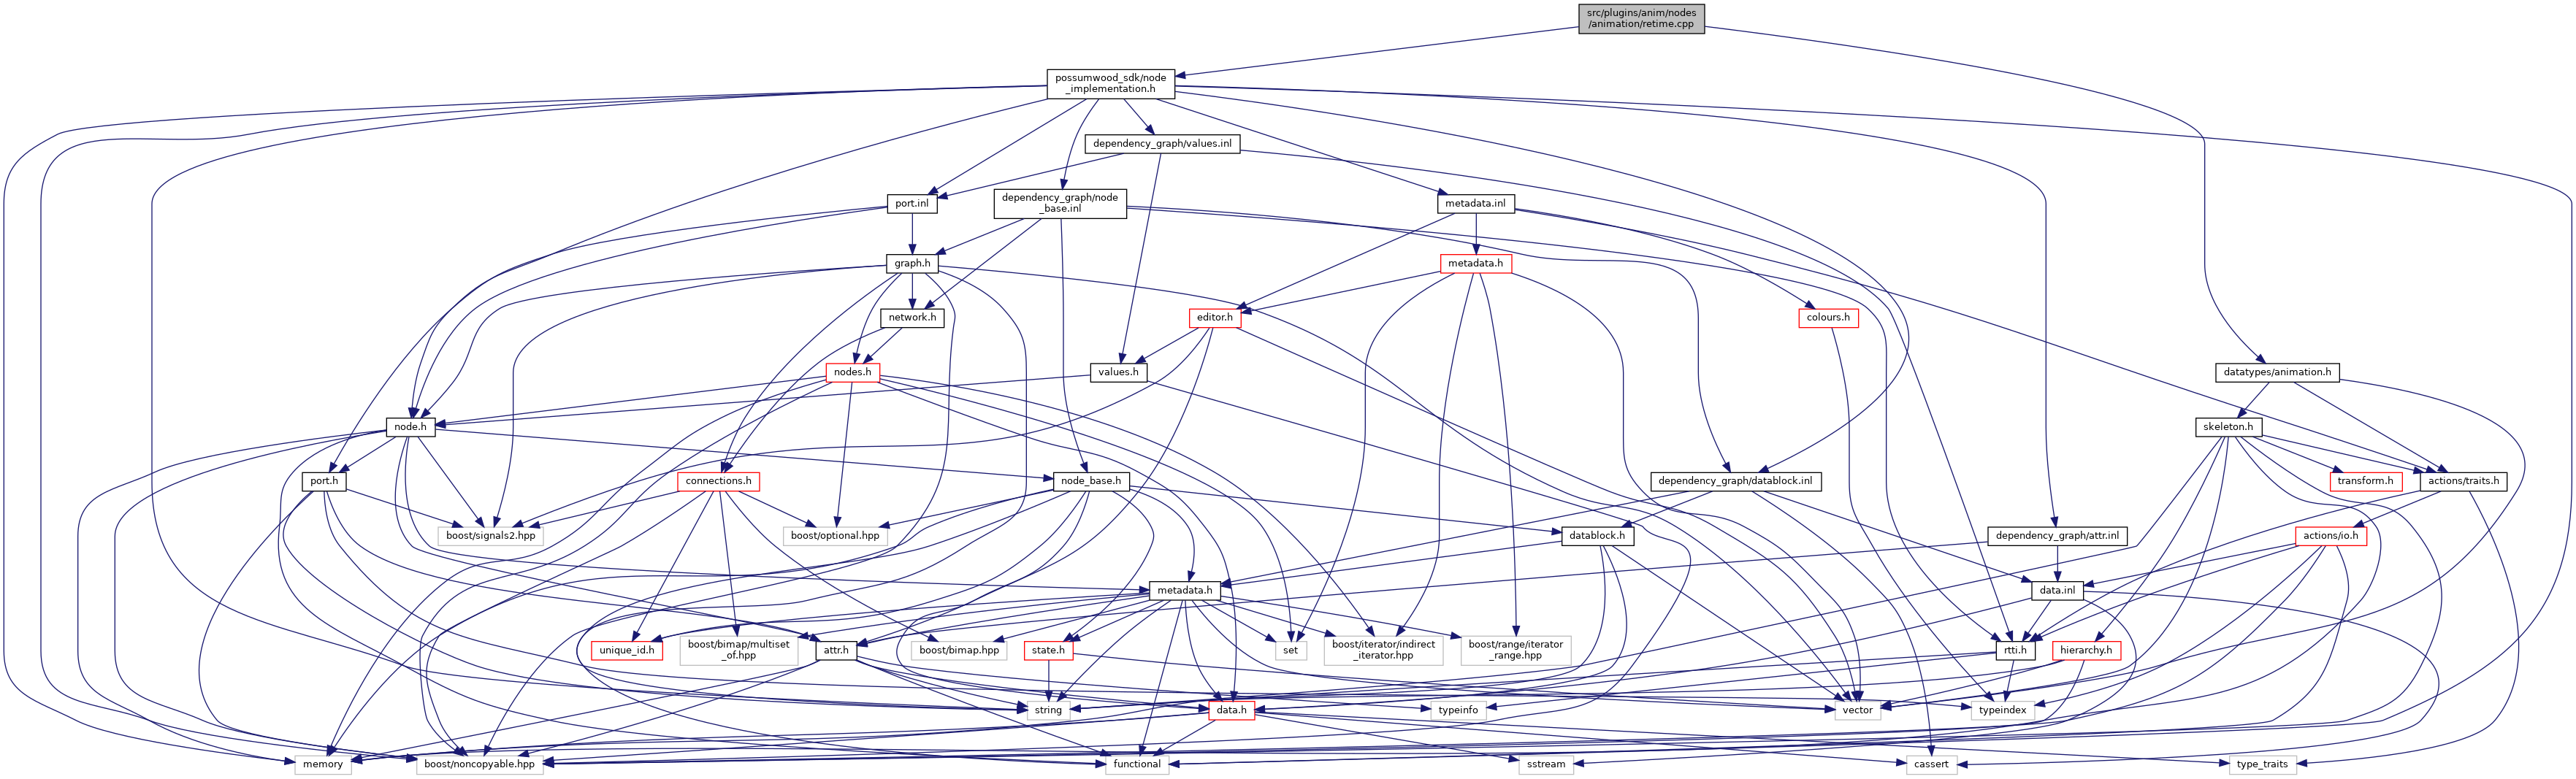 src/plugins/anim/nodes
/animation/retime.cpp
possumwood_sdk/node
_implementation.h
dependency_graph/values.inl
port.inl
dependency_graph/node
_base.inl
metadata.inl
graph.h
metadata.h
network.h
editor.h
colours.h
nodes.h
values.h
datatypes/animation.h
node.h
skeleton.h
port.h
connections.h
node_base.h
dependency_graph/datablock.inl
transform.h
actions/traits.h
boost/signals2.hpp
boost/optional.hpp
datablock.h
dependency_graph/attr.inl
actions/io.h
metadata.h
data.inl
unique_id.h
boost/bimap/multiset
_of.hpp
attr.h
boost/bimap.hpp
state.h
set
boost/iterator/indirect
_iterator.hpp
boost/range/iterator
_range.hpp
rtti.h
hierarchy.h
string
data.h
typeinfo
vector
typeindex
memory
boost/noncopyable.hpp
functional
sstream
cassert
type_traits